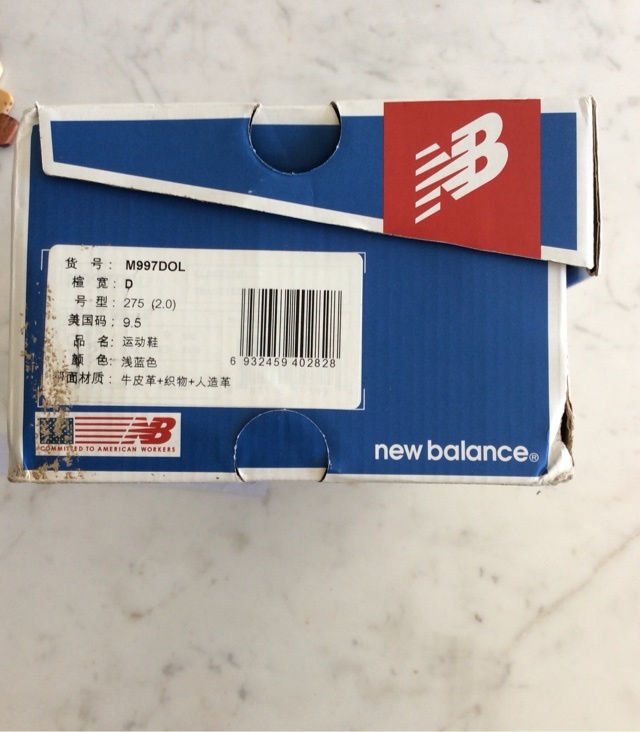 NB
货 号: M997DOL
楦 宽: D
号 型: 275 (2.0)
美国码: 9.5
品 名: 运动鞋
颜 色: 浅蓝色
面材质: 牛皮革+织物+人造革
6 932459 402828
NB
COMMITTED TO AMERICAN WORKERS
new balance®